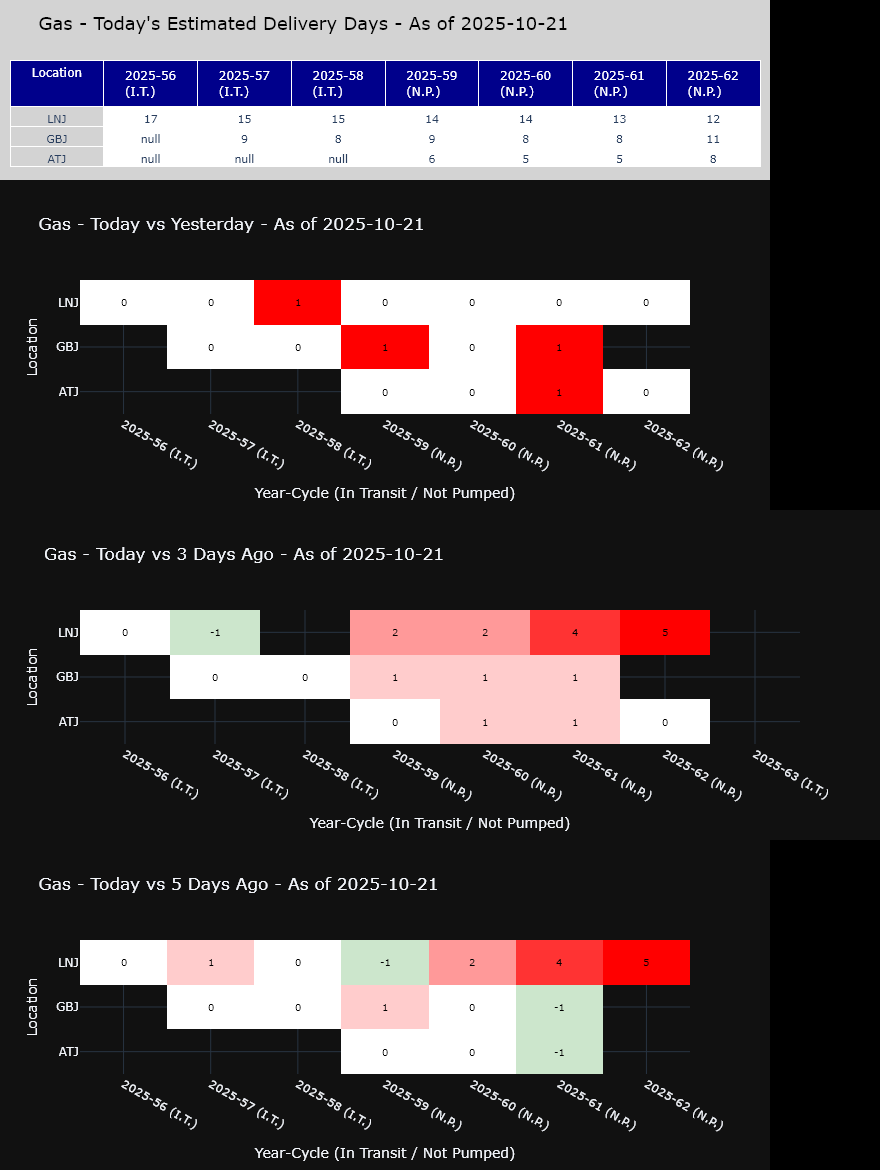 Gas - Today's Estimated Delivery Days - As of 2025-10-21
Location 2025-56 (I.T.) 2025-57 (I.T.) 2025-58 (I.T.) 2025-59 (N.P.) 2025-60 (N.P.) 2025-61 (N.P.) 2025-62 (N.P.)
LNJ 17 15 15 14 14 13 12
GBJ null 9 8 9 8 8 11
ATJ null null null 6 5 5 8
Gas - Today vs Yesterday - As of 2025-10-21
Location
LNJ 0 0 1 0 0 0 0
GBJ 0 0 1 0 1
ATJ 0 0 1 0
2025-56 (I.T.) 2025-57 (I.T.) 2025-58 (I.T.) 2025-59 (N.P.) 2025-60 (N.P.) 2025-61 (N.P.) 2025-62 (N.P.)
Year-Cycle (In Transit / Not Pumped)
Gas - Today vs 3 Days Ago - As of 2025-10-21
Location
LNJ 0 -1 2 2 4 5
GBJ 0 0 1 1 1
ATJ 0 1 1 0
2025-56 (I.T.) 2025-57 (I.T.) 2025-58 (I.T.) 2025-59 (N.P.) 2025-60 (N.P.) 2025-61 (N.P.) 2025-62 (N.P.) 2025-63 (I.T.)
Year-Cycle (In Transit / Not Pumped)
Gas - Today vs 5 Days Ago - As of 2025-10-21
Location
LNJ 0 1 0 -1 2 4 5
GBJ 0 0 1 0 -1
ATJ 0 0 -1
2025-56 (I.T.) 2025-57 (I.T.) 2025-58 (I.T.) 2025-59 (N.P.) 2025-60 (N.P.) 2025-61 (N.P.) 2025-62 (N.P.)
Year-Cycle (In Transit / Not Pumped)